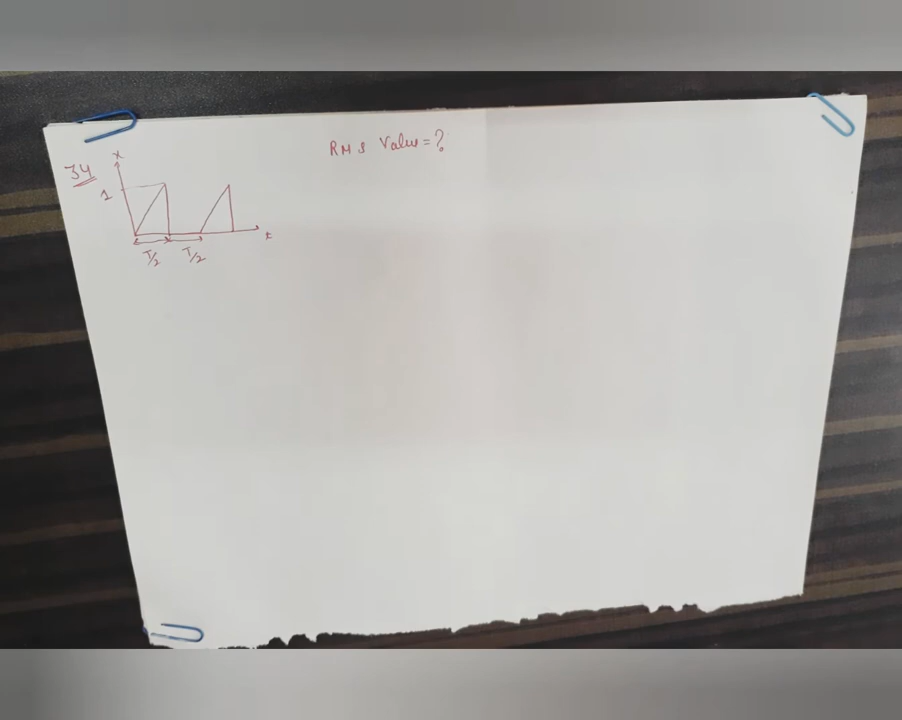 RMS Value = ?
34
x
1
t
T/2 T/2